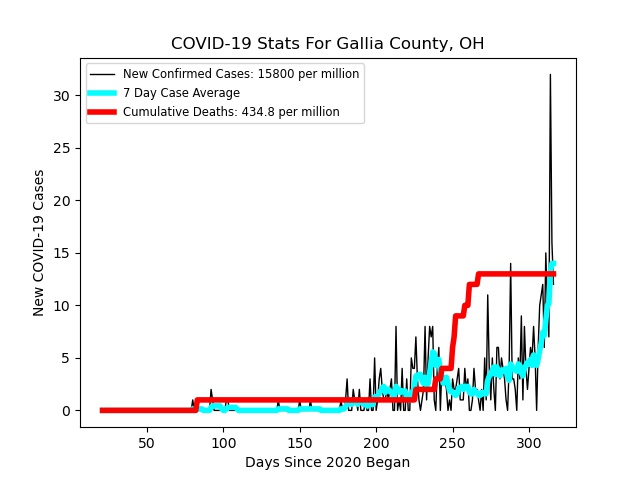 COVID-19 Stats For Gallia County, OH
New Confirmed Cases: 15800 per million
7 Day Case Average
Cumulative Deaths: 434.8 per million
New COVID-19 Cases
30
25
20
15
10
5
0
50 100 150 200 250 300
Days Since 2020 Began